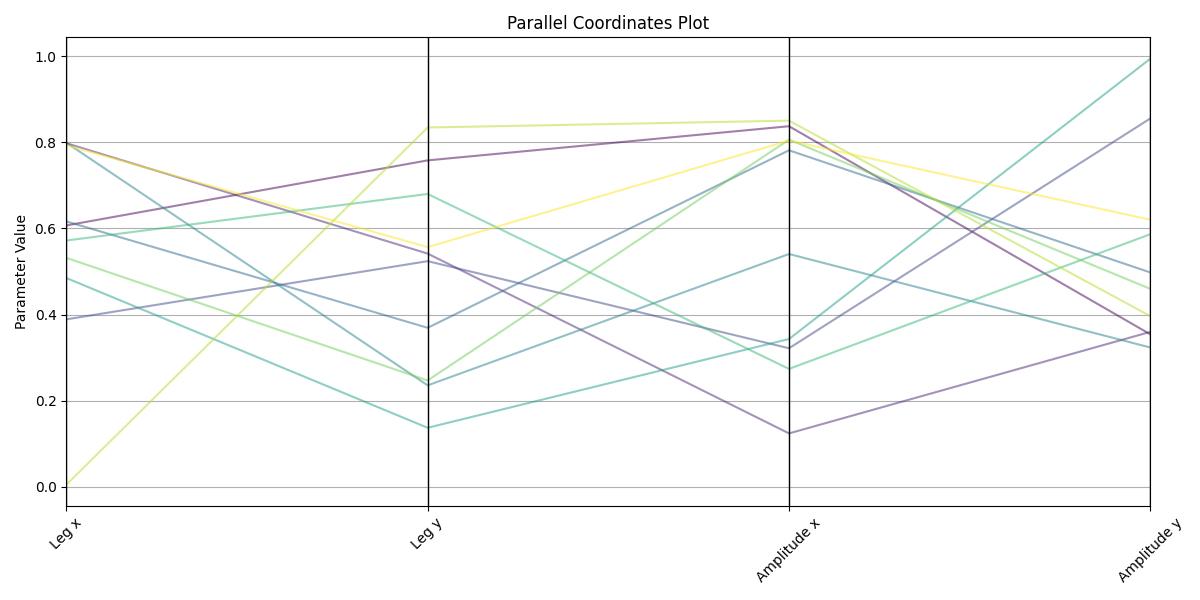 Parallel Coordinates Plot
1.0
0.8
0.6
0.4
0.2
0.0
Parameter Value
Leg x
Leg y
Amplitude x
Amplitude y